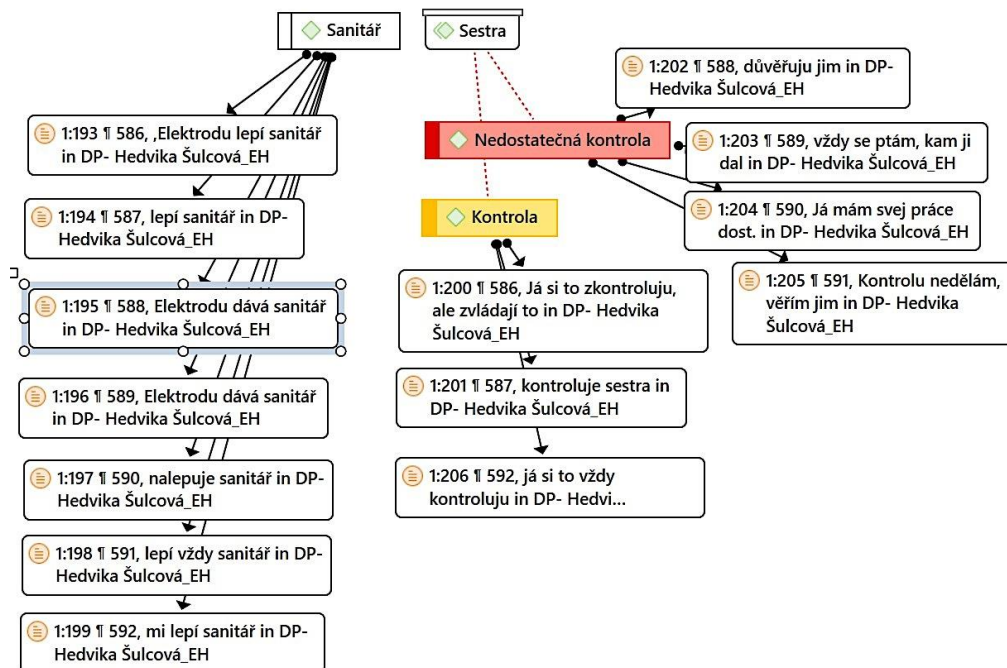 Sanitář
Sestra
1:193 ¶ 586, ,Elektrodu lepí sanitář
in DP- Hedvika Šulcová_EH
1:194 ¶ 587, lepí sanitář in DP-
Hedvika Šulcová_EH
1:195 ¶ 588, Elektrodu dává sanitář
in DP- Hedvika Šulcová_EH
1:196 ¶ 589, Elektrodu dává sanitář
in DP- Hedvika Šulcová_EH
1:197 ¶ 590, nalepuje sanitář in DP-
Hedvika Šulcová_EH
1:198 ¶ 591, lepí vždy sanitář in DP-
Hedvika Šulcová_EH
1:199 ¶ 592, mi lepí sanitář in DP-
Hedvika Šulcová_EH
Nedostatečná kontrola
1:202 ¶ 588, důvěřuju jim in DP-
Hedvika Šulcová_EH
1:203 ¶ 589, vždy se ptám, kam ji
dal in DP- Hedvika Šulcová_EH
1:204 ¶ 590, Já mám svej práce
dost. in DP- Hedvika Šulcová_EH
1:205 ¶ 591, Kontrolu nedělám,
věřím jim in DP- Hedvika
Šulcová_EH
Kontrola
1:200 ¶ 586, Já si to zkontroluju,
ale zvládají to in DP- Hedvika
Šulcová_EH
1:201 ¶ 587, kontroluje sestra in
DP- Hedvika Šulcová_EH
1:206 ¶ 592, já si to vždy
kontroluju in DP- Hedvi...